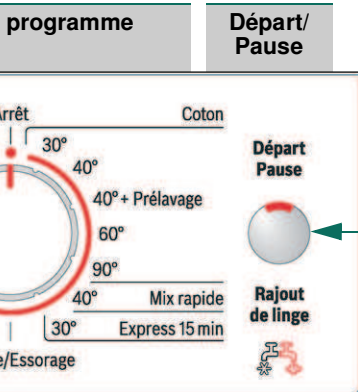 programme
Départ/
Pause
Arrêt
Coton
30°
40°
40° + Prélavage
60°
90°
40° Mix rapide
30° Express 15 min
e/Essorage
Départ
Pause
Rajout
de linge